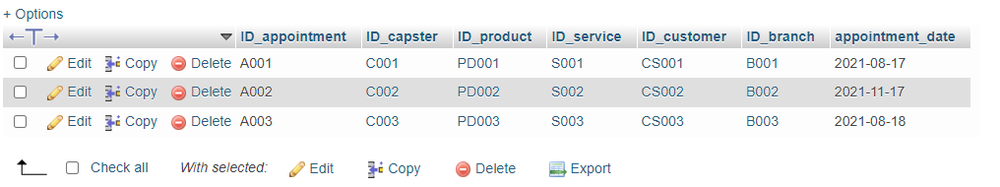 + Options
ID_appointment ID_capster ID_product ID_service ID_customer ID_branch appointment_date
Edit Copy Delete A001 C001 PD001 S001 CS001 B001 2021-08-17
Edit Copy Delete A002 C002 PD002 S002 CS002 B002 2021-11-17
Edit Copy Delete A003 C003 PD003 S003 CS003 B003 2021-08-18
Check all With selected: Edit Copy Delete Export